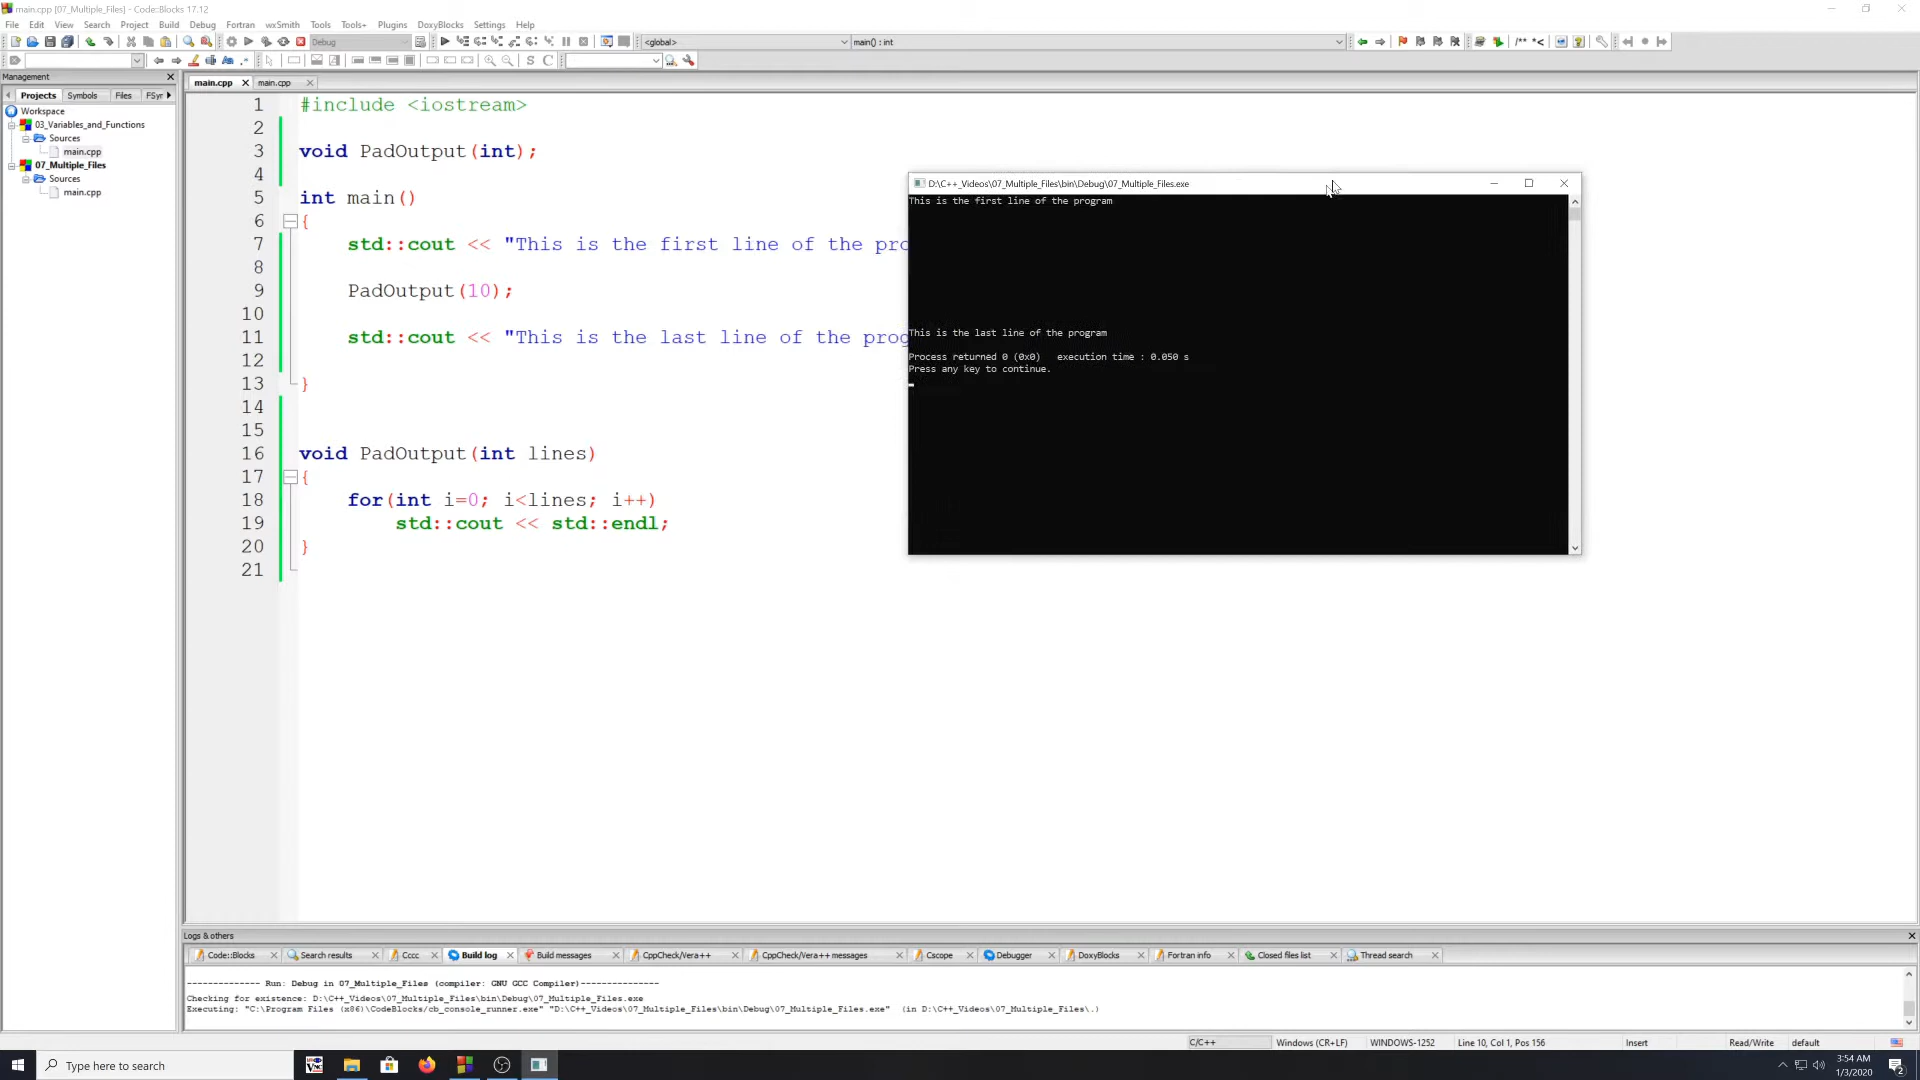 main.cpp [07_Multiple_Files] - Code::Blocks 17.12
File Edit View Search Project Build Debug Fortran wxSmith Tools Tools+ Plugins DoxyBlocks Settings Help
Debug <global> main() : int
Management
Projects Symbols Files FSyr
main.cpp main.cpp
Workspace
03_Variables_and_Functions
Sources
main.cpp
07_Multiple_Files
Sources
main.cpp
1 #include <iostream>
2
3 void PadOutput(int);
4
5 int main()
6 {
7 std::cout << "This is the first line of the pro
8
9 PadOutput(10);
10
11 std::cout << "This is the last line of the prog
12
13 }
14
15
16 void PadOutput(int lines)
17 {
18 for(int i=0; i<lines; i++)
19 std::cout << std::endl;
20 }
21
D:\C++_Videos\07_Multiple_Files\bin\Debug\07_Multiple_Files.exe
This is the first line of the program
This is the last line of the program
Process returned 0 (0x0)   execution time : 0.050 s
Press any key to continue.
Logs & others
Code::Blocks Search results Cccc Build log Build messages CppCheck/Vera++ CppCheck/Vera++ messages Cscope Debugger DoxyBlocks Fortran info Closed files list Thread search
-------------- Run: Debug in 07_Multiple_Files (compiler: GNU GCC Compiler)---------------
Checking for existence: D:\C++_Videos\07_Multiple_Files\bin\Debug\07_Multiple_Files.exe
Executing: "C:\Program Files (x86)\CodeBlocks/cb_console_runner.exe" "D:\C++_Videos\07_Multiple_Files\bin\Debug\07_Multiple_Files.exe"  (in D:\C++_Videos\07_Multiple_Files\.)
C/C++ Windows (CR+LF) WINDOWS-1252 Line 10, Col 1, Pos 156 Insert Read/Write default
Type here to search
3:54 AM
1/3/2020
2